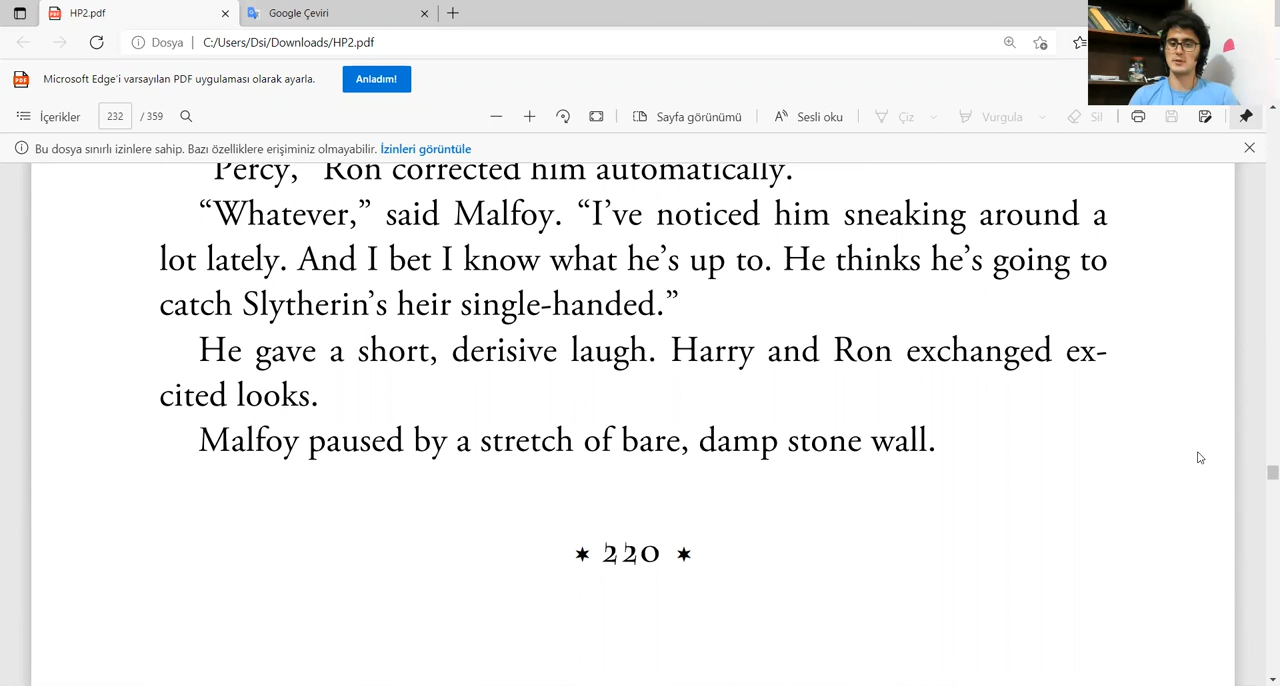 HP2.pdf
Google Çeviri
Dosya C:/Users/Dsi/Downloads/HP2.pdf
Microsoft Edge'i varsayılan PDF uygulaması olarak ayarla. Anladım!
İçerikler 232 / 359 Sayfa görünümü Sesli oku Çiz Vurgula Sil
Bu dosya sınırlı izinlere sahip. Bazı özelliklere erişiminiz olmayabilir. İzinleri görüntüle
Percy,” Ron corrected him automatically.
“Whatever,” said Malfoy. “I’ve noticed him sneaking around a
lot lately. And I bet I know what he’s up to. He thinks he’s going to
catch Slytherin’s heir single-handed.”
He gave a short, derisive laugh. Harry and Ron exchanged ex-
cited looks.
Malfoy paused by a stretch of bare, damp stone wall.
★ 220 ★